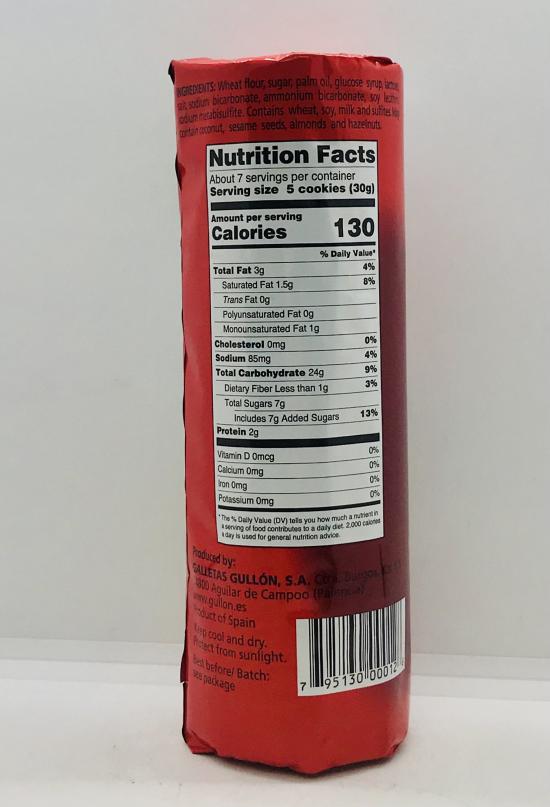 INGREDIENTS: Wheat flour, sugar, palm oil, glucose syrup, lactose,
salt, sodium bicarbonate, ammonium bicarbonate, soy lecithin,
sodium metabisulfite. Contains wheat, soy, milk and sulfites. May
contain coconut, sesame seeds, almonds and hazelnuts.
Nutrition Facts
About 7 servings per container
Serving size 5 cookies (30g)
Amount per serving
Calories 130
% Daily Value*
Total Fat 3g 4%
Saturated Fat 1.5g 8%
Trans Fat 0g
Polyunsaturated Fat 0g
Monounsaturated Fat 1g
Cholesterol 0mg 0%
Sodium 85mg 4%
Total Carbohydrate 24g 9%
Dietary Fiber Less than 1g 3%
Total Sugars 7g
Includes 7g Added Sugars 13%
Protein 2g
Vitamin D 0mcg 0%
Calcium 0mg 0%
Iron 0mg 0%
Potassium 0mg 0%
*The % Daily Value (DV) tells you how much a nutrient in
a serving of food contributes to a daily diet. 2,000 calories
a day is used for general nutrition advice.
Produced by:
GALLETAS GULLÓN, S.A. Ctra. Burgos,
Aguilar de Campoo (Palencia)
www.gullon.es
Product of Spain
Keep cool and dry.
Protect from sunlight.
Best before/ Batch:
see package
7 95130 00012